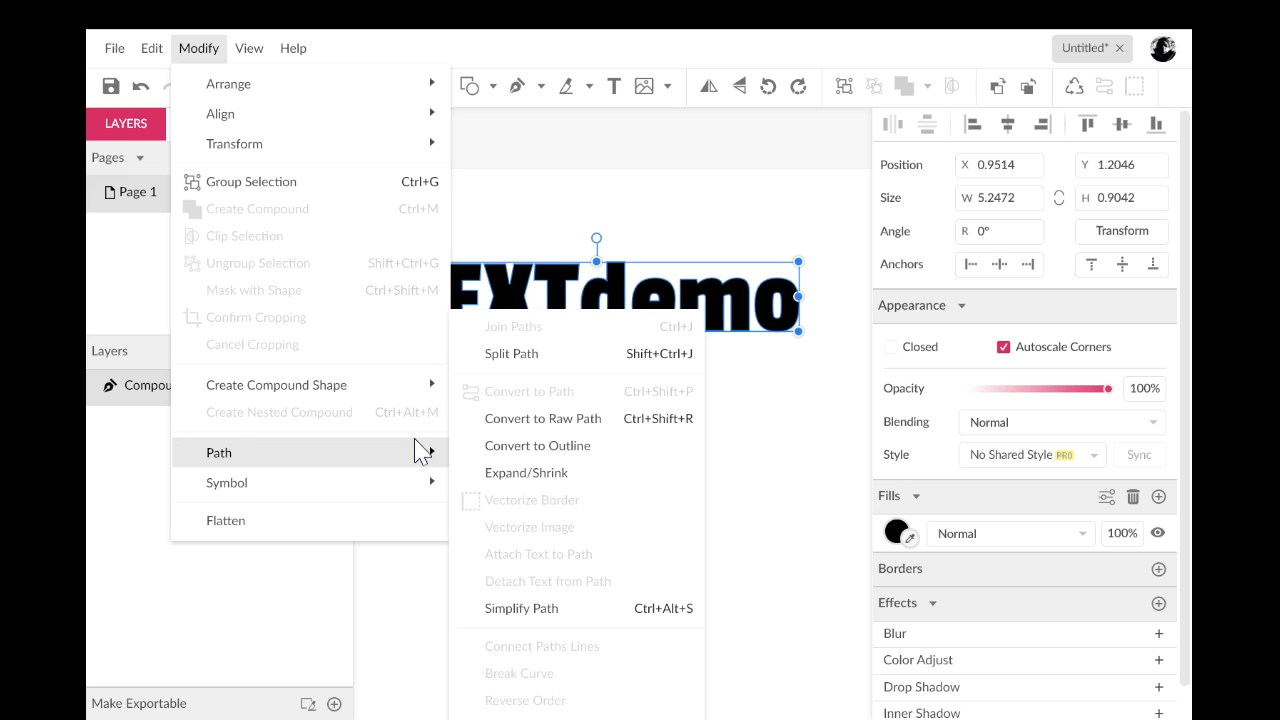 File Edit Modify View Help
Untitled*
LAYERS
Pages
Page 1
Layers
Compou
Make Exportable
Arrange
Align
Transform
Group Selection Ctrl+G
Create Compound Ctrl+M
Clip Selection
Ungroup Selection Shift+Ctrl+G
Mask with Shape Ctrl+Shift+M
Confirm Cropping
Cancel Cropping
Create Compound Shape
Create Nested Compound Ctrl+Alt+M
Path
Symbol
Flatten
EXTdemo
Join Paths Ctrl+J
Split Path Shift+Ctrl+J
Convert to Path Ctrl+Shift+P
Convert to Raw Path Ctrl+Shift+R
Convert to Outline
Expand/Shrink
Vectorize Border
Vectorize Image
Attach Text to Path
Detach Text from Path
Simplify Path Ctrl+Alt+S
Connect Paths Lines
Break Curve
Reverse Order
Position X 0.9514 Y 1.2046
Size W 5.2472 H 0.9042
Angle R 0° Transform
Anchors
Appearance
Closed Autoscale Corners
Opacity 100%
Blending Normal
Style No Shared Style PRO Sync
Fills
Normal 100%
Borders
Effects
Blur
Color Adjust
Drop Shadow
Inner Shadow